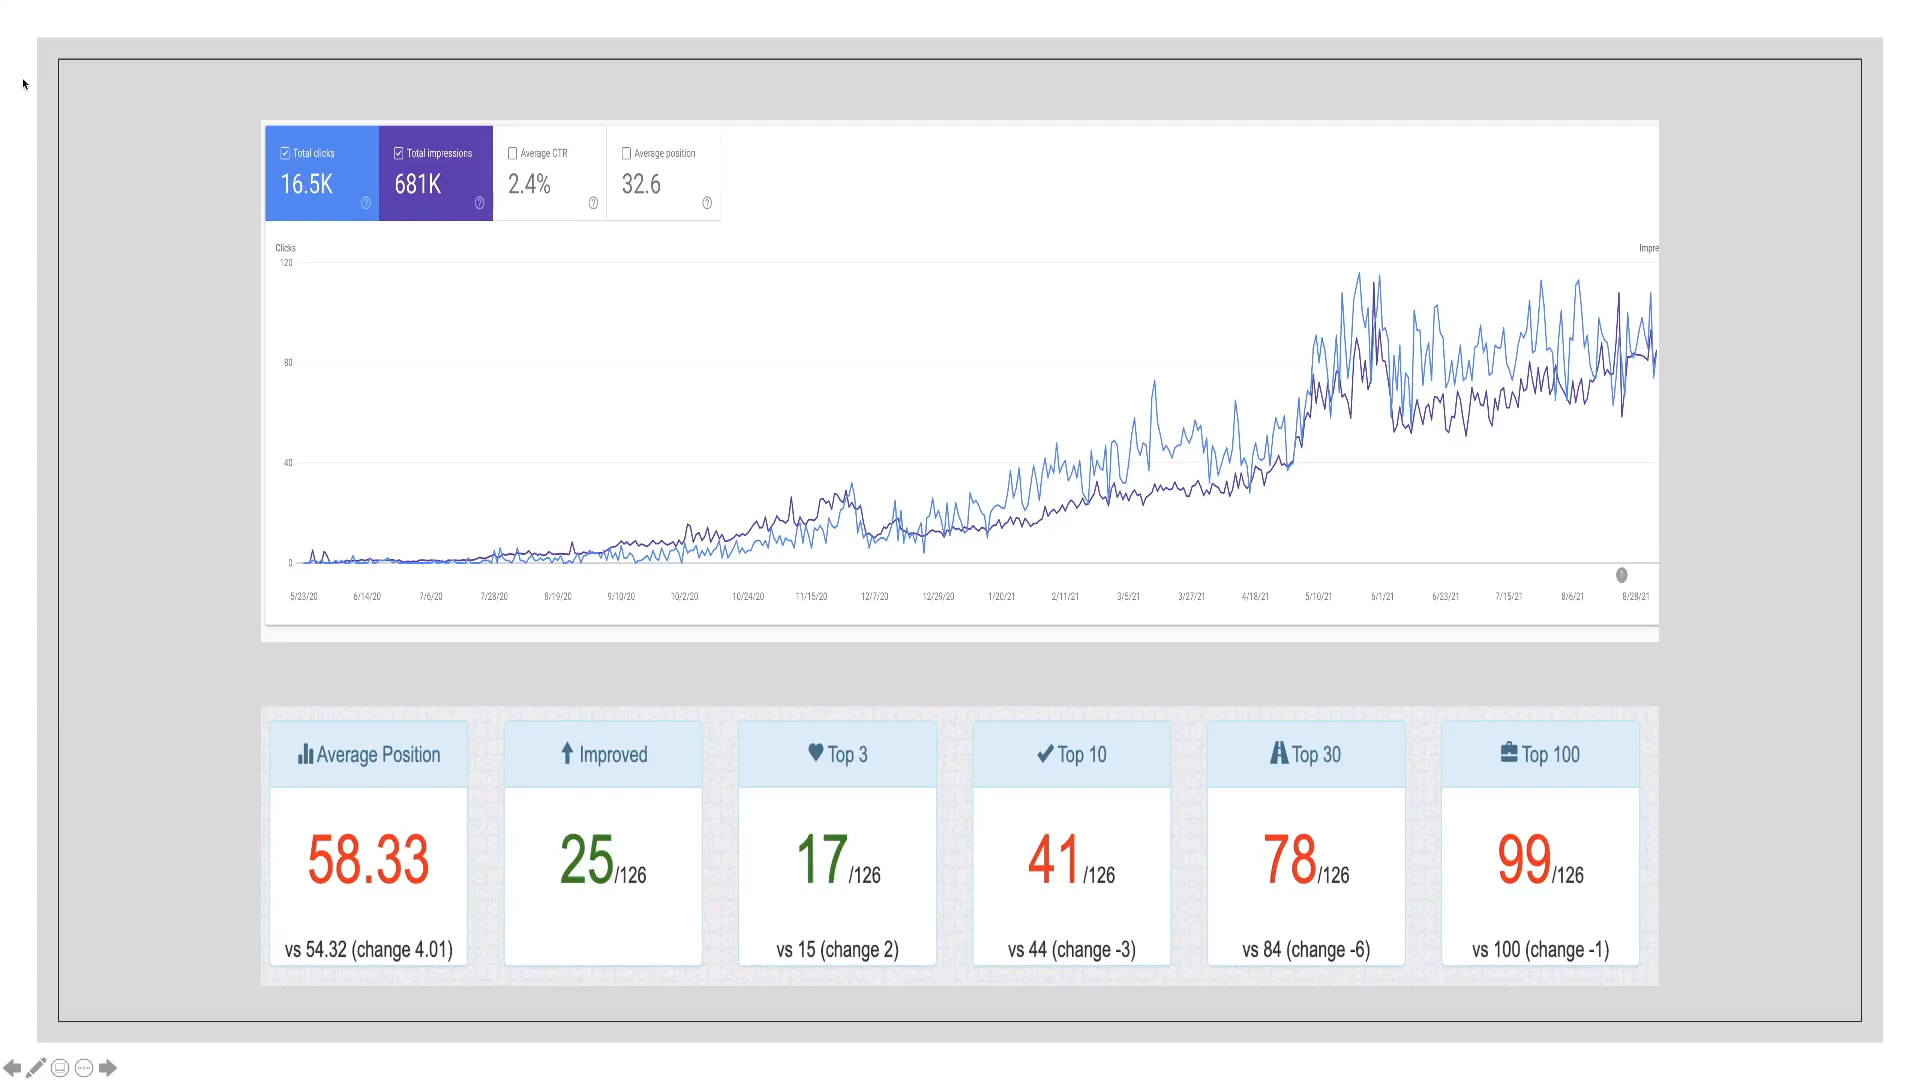 Total clicks
16.5K
Total impressions
681K
Average CTR
2.4%
Average position
32.6
Clicks
Impre
120
80
40
0
5/23/20 6/14/20 7/6/20 7/28/20 8/19/20 9/10/20 10/2/20 10/24/20 11/15/20 12/7/20 12/29/20 1/20/21 2/11/21 3/5/21 3/27/21 4/18/21 5/10/21 6/1/21 6/23/21 7/15/21 8/6/21 8/28/21
Average Position
58.33
vs 54.32 (change 4.01)
Improved
25/126
Top 3
17/126
vs 15 (change 2)
Top 10
41/126
vs 44 (change -3)
Top 30
78/126
vs 84 (change -6)
Top 100
99/126
vs 100 (change -1)